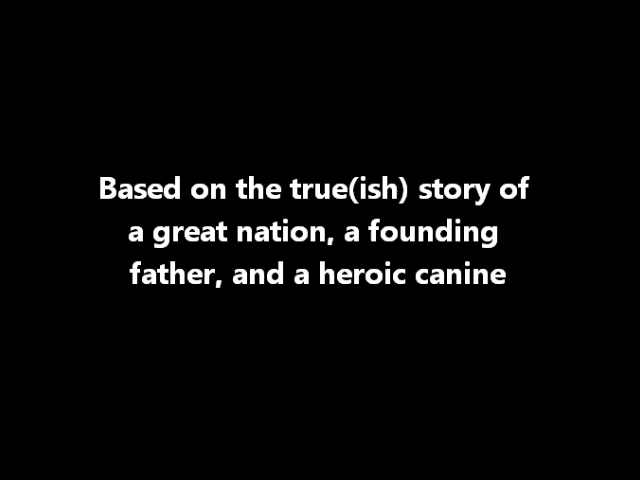 Based on the true(ish) story of
a great nation, a founding
father, and a heroic canine